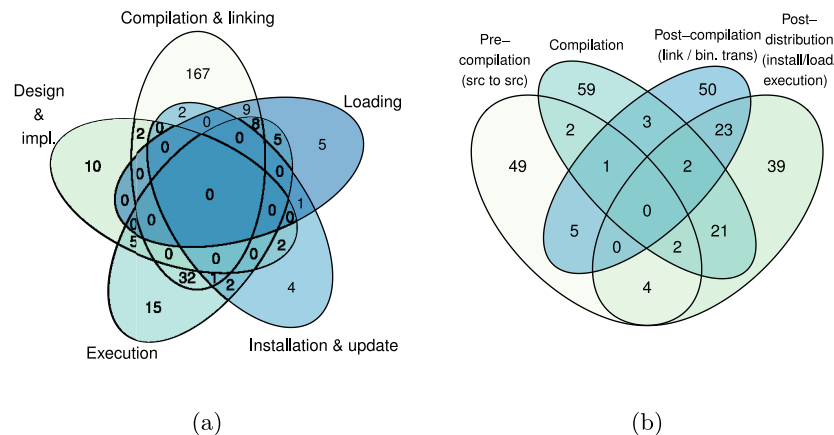 Compilation & linking
167
Design
&
impl.
Loading
2
9
2
0
0
8
0
0
5
5
10
0
0
0
0
0
0
1
0
0
0
0
5
0
0
0
2
32
1
2
4
15
Execution
Installation & update
(a)
Post–
distribution
(install/load/
execution)
Pre–
compilation
(src to src)
Compilation
Post–compilation
(link / bin. trans)
59
50
2
3
23
49
1
2
39
0
5
0
2
21
4
(b)